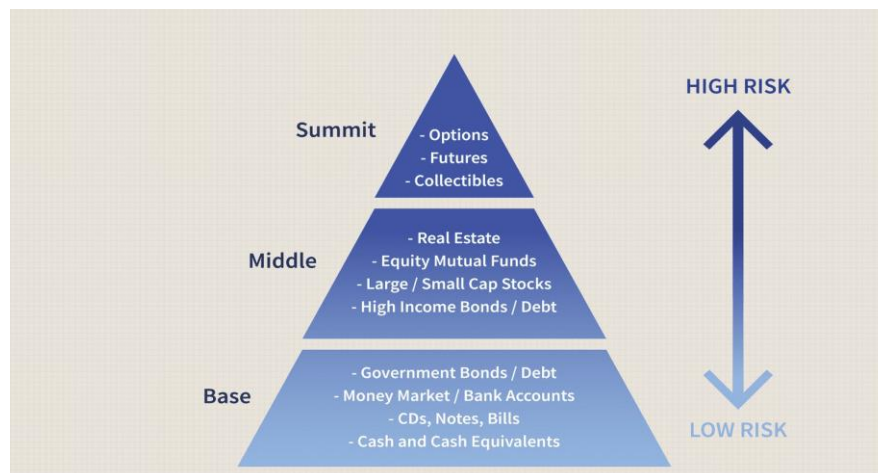 HIGH RISK
Summit
- Options
- Futures
- Collectibles
Middle
- Real Estate
- Equity Mutual Funds
- Large / Small Cap Stocks
- High Income Bonds / Debt
Base
- Government Bonds / Debt
- Money Market / Bank Accounts
- CDs, Notes, Bills
- Cash and Cash Equivalents
LOW RISK